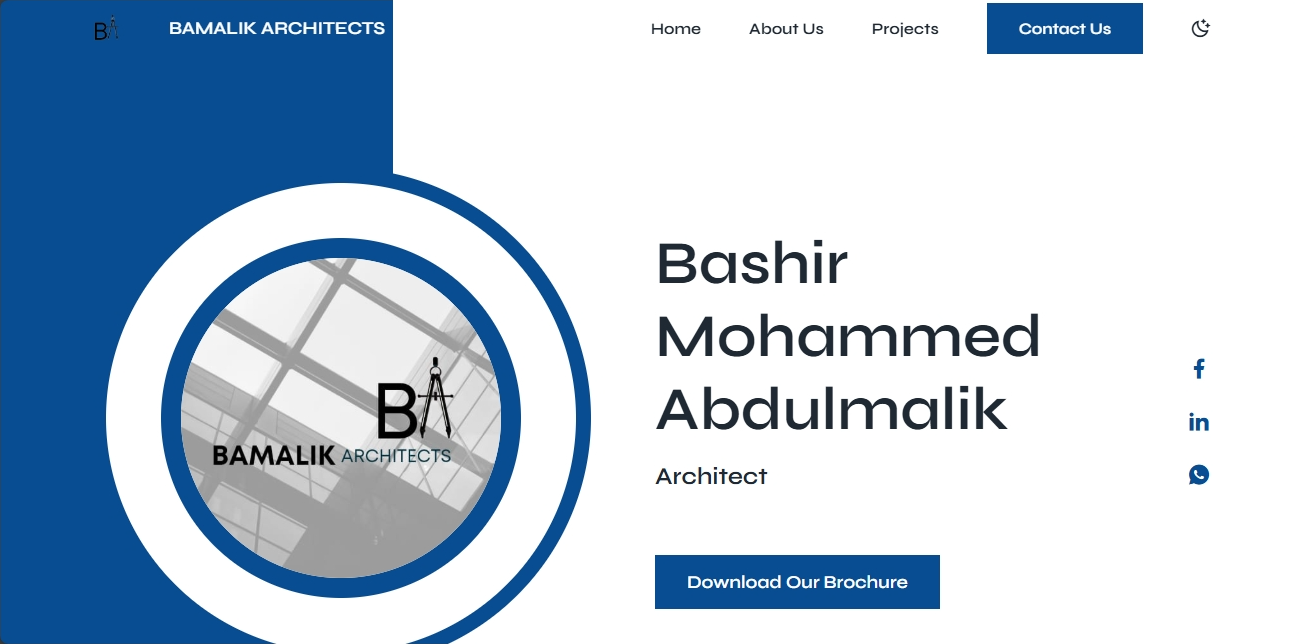 BA
BAMALIK ARCHITECTS
Home
About Us
Projects
Contact Us
Bashir
Mohammed
Abdulmalik
Architect
Download Our Brochure
BA
BAMALIK ARCHITECTS